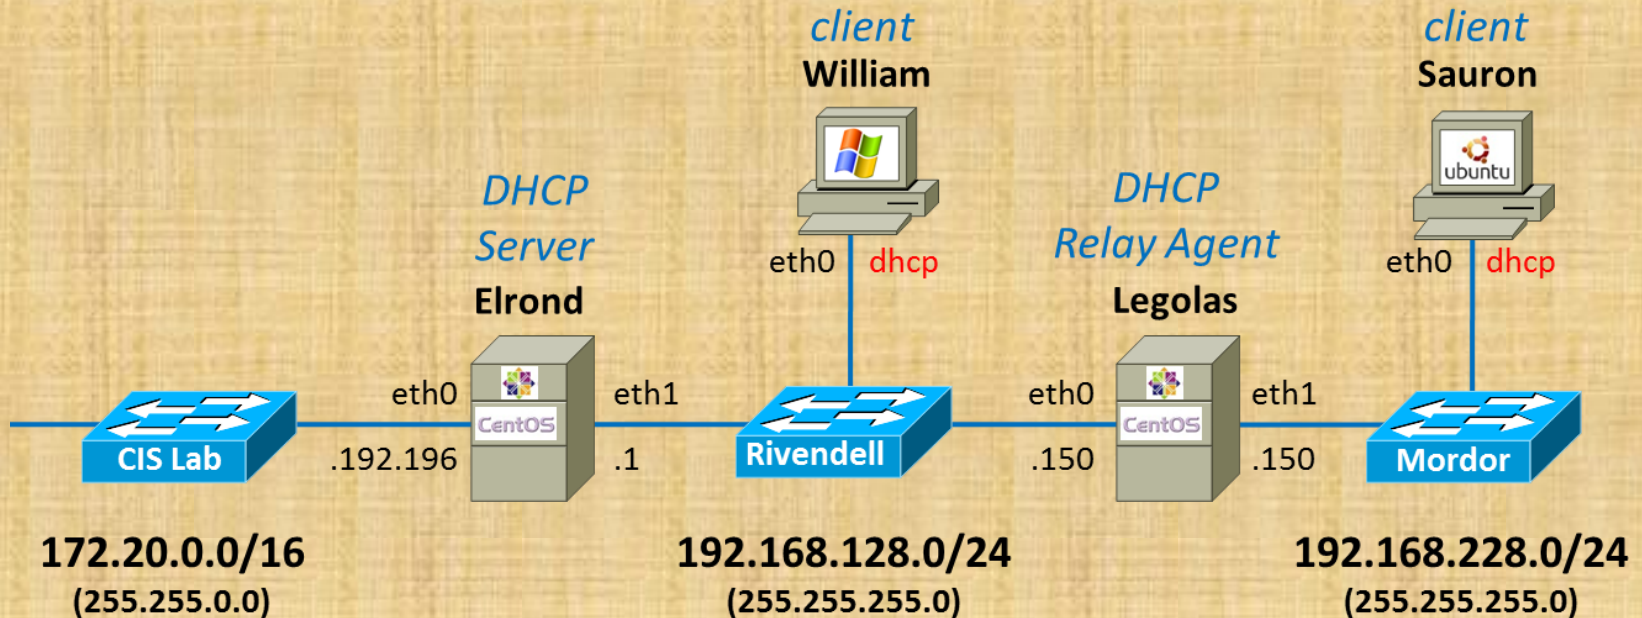 client
William
client
Sauron
ubuntu
DHCP
Server
Elrond
DHCP
Relay Agent
Legolas
eth0 dhcp
eth0 dhcp
eth0
CentOS
eth1
eth0
CentOS
eth1
CIS Lab
.192.196
.1
Rivendell
.150
.150
Mordor
172.20.0.0/16
(255.255.0.0)
192.168.128.0/24
(255.255.255.0)
192.168.228.0/24
(255.255.255.0)